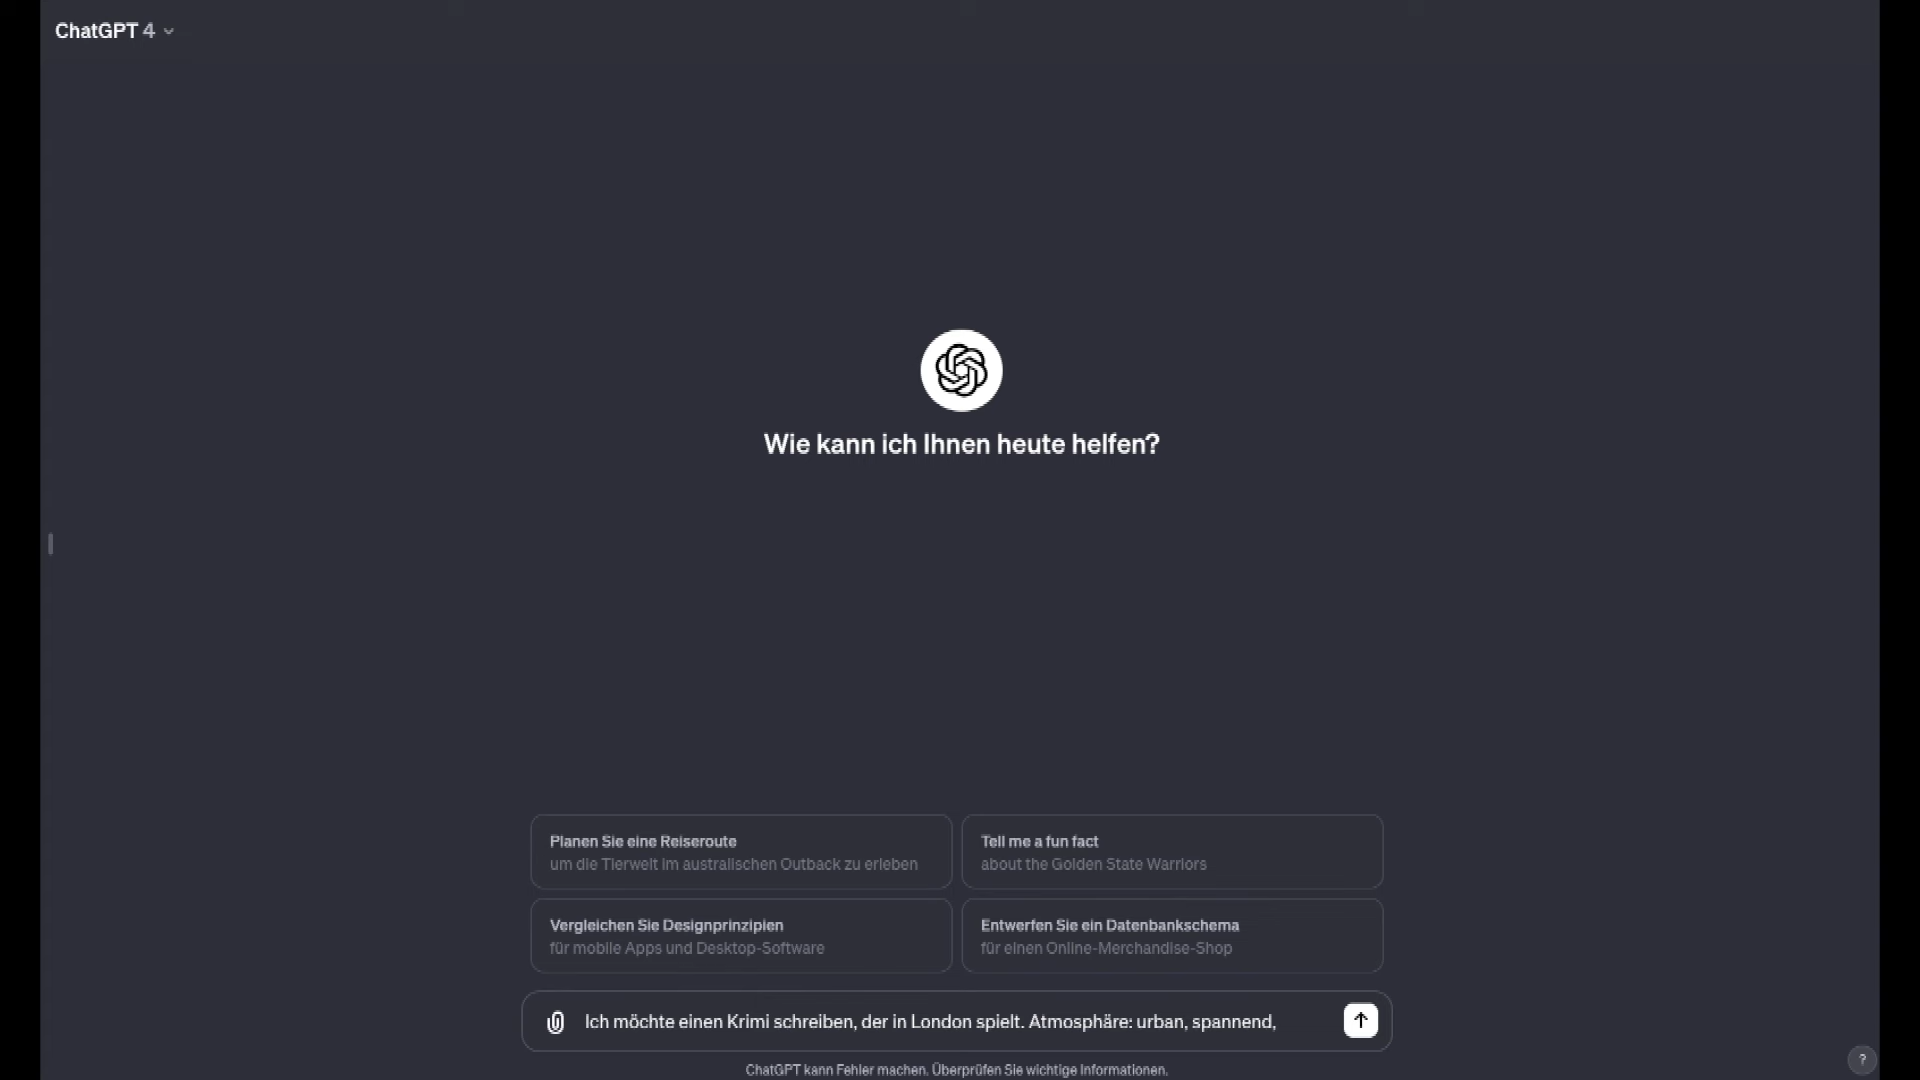 ChatGPT 4
Wie kann ich Ihnen heute helfen?
Planen Sie eine Reiseroute
um die Tierwelt im australischen Outback zu erleben
Tell me a fun fact
about the Golden State Warriors
Vergleichen Sie Designprinzipien
für mobile Apps und Desktop-Software
Entwerfen Sie ein Datenbankschema
für einen Online-Merchandise-Shop
Ich möchte einen Krimi schreiben, der in London spielt. Atmosphäre: urban, spannend,
ChatGPT kann Fehler machen. Überprüfen Sie wichtige Informationen.
?